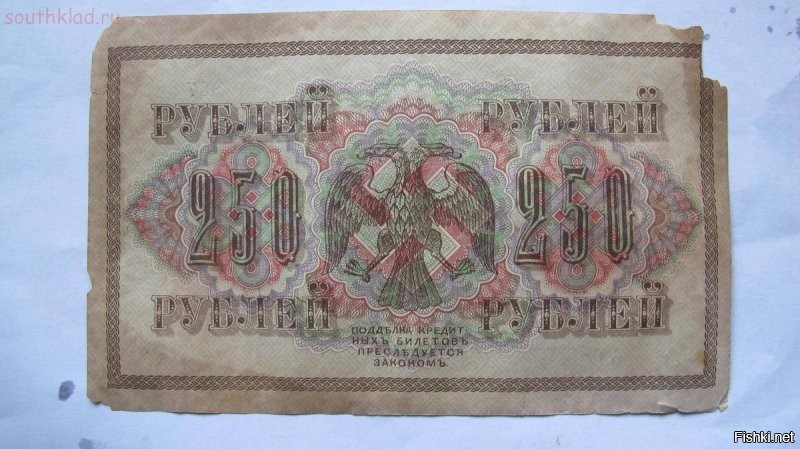 southklad.ru
РУБЛЕЙ РУБЛЕЙ
250 250
РУБЛЕЙ РУБЛЕЙ
ПОДДѢЛКА КРЕДИТ-
НЫХЪ БИЛЕТОВЪ
ПРЕСЛѢДУЕТСЯ
ЗАКОНОМЪ.
Fishki.net